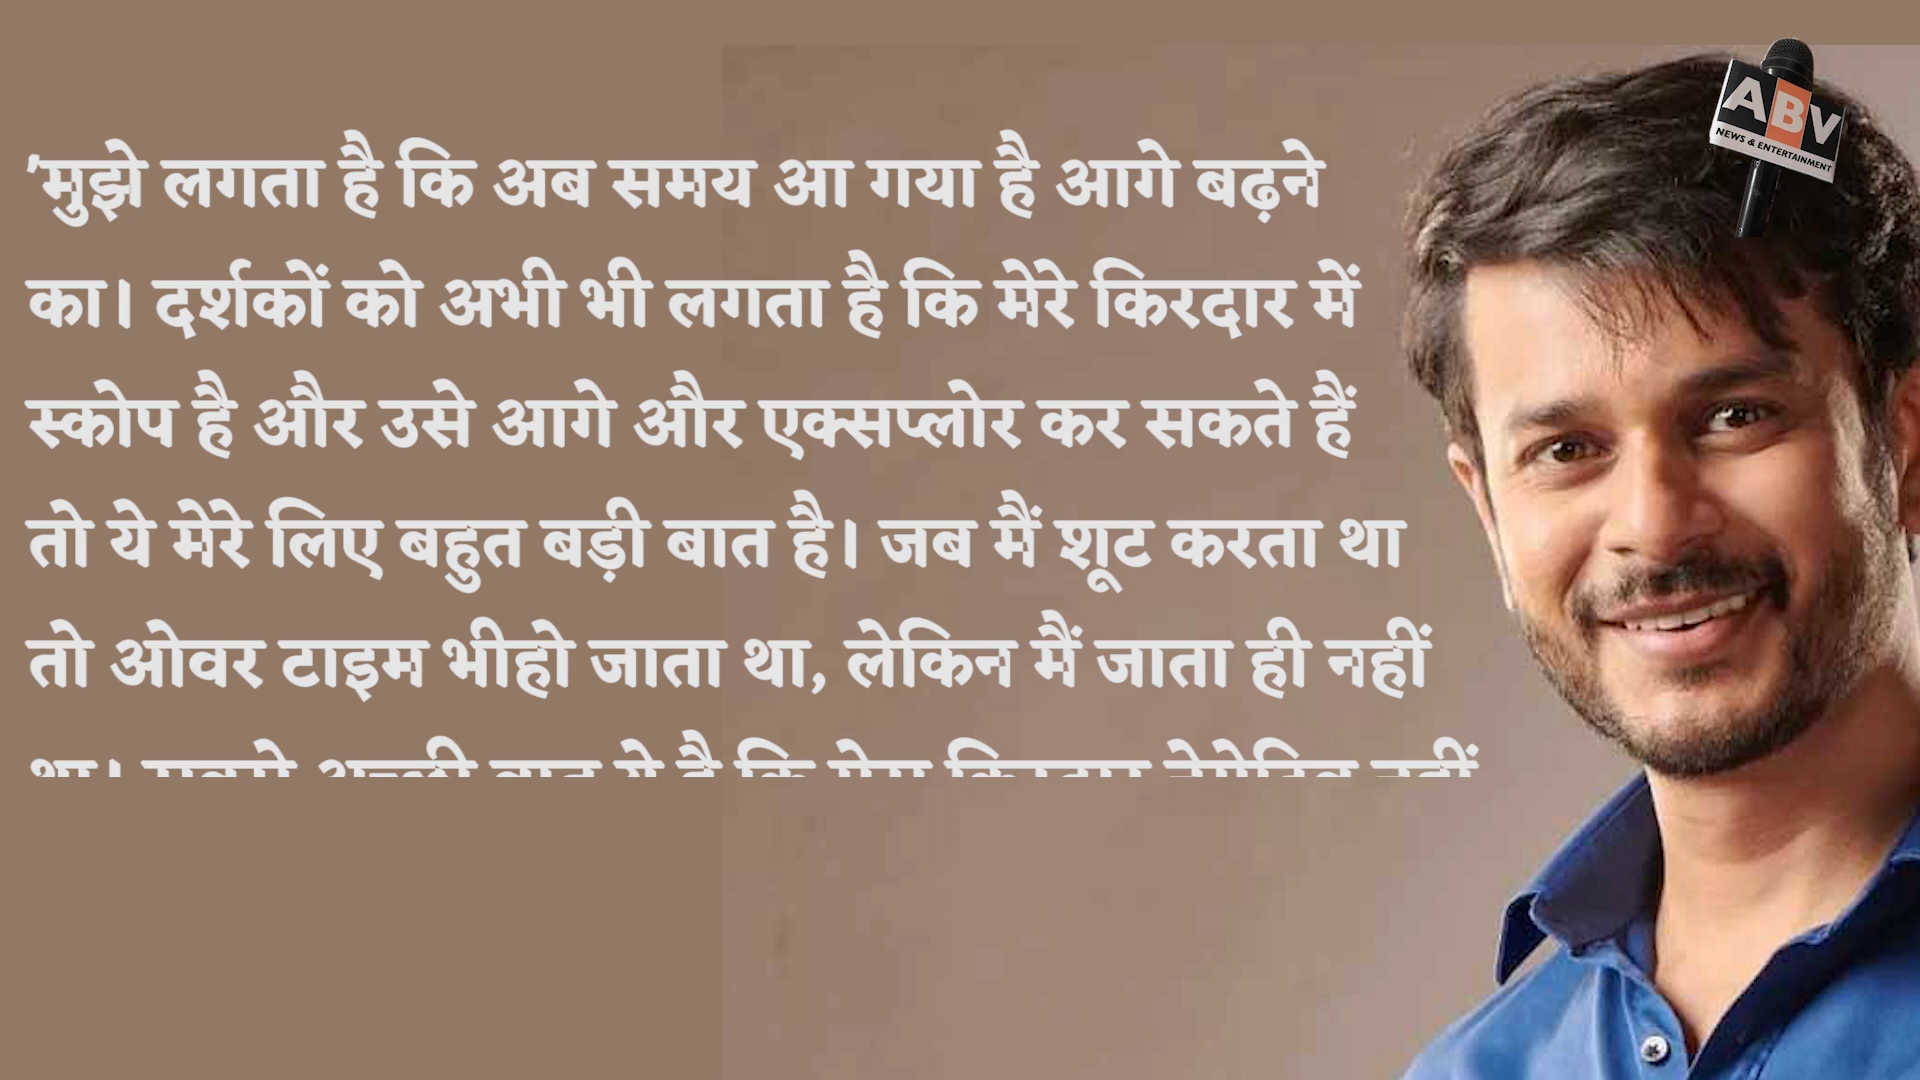 'मुझे लगता है कि अब समय आ गया है आगे बढ़ने
का। दर्शकों को अभी भी लगता है कि मेरे किरदार में
स्कोप है और उसे आगे और एक्सप्लोर कर सकते हैं
तो ये मेरे लिए बहुत बड़ी बात है। जब मैं शूट करता था
तो ओवर टाइम भीहो जाता था, लेकिन मैं जाता ही नहीं
ABV
NEWS & ENTERTAINMENT